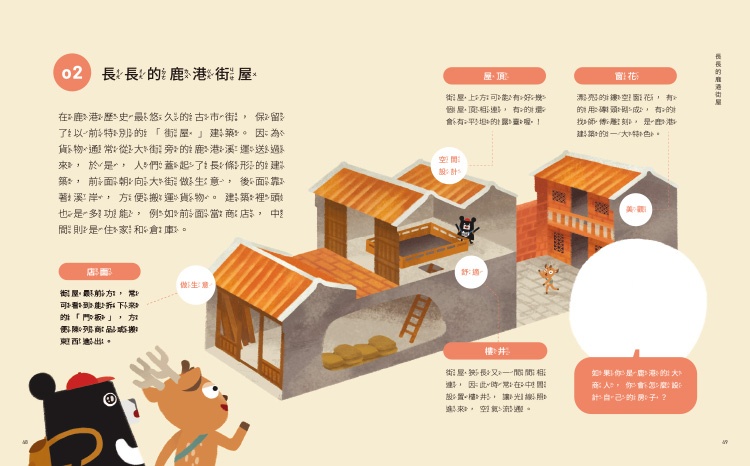 02 長長的鹿港街屋
在鹿港歷史最悠久的古市街，保留
了以前特別的「街屋」建築。因為
貨物通常從大街旁的鹿港溪運送過
來，於是，人們蓋起了長條形的建
築，前面朝向大街做生意，後面靠
著溪岸，方便搬運貨物。建築裡頭
也是多功能，例如前面當商店，中
間則是住家和倉庫。
店面
街屋最前方，常
可看到能拆下來
的「門板」，方
便陳列商品或搬
東西進出。
做生意
屋頂
街屋上方可能有好幾
個屋頂相連，有的還
會有平坦的露臺喔！
空間
設計
窗花
漂亮的鏤空窗花，有
的用磚頭砌成，有的
找師傅雕刻，是鹿港
建築的一大特色。
美觀
舒適
樓井
街屋狹長又一間間相
連，因此時常在中間
設置樓井，讓光線照
進來，空氣流通。
如果你是鹿港的大
商人，你會怎麼設
計自己的房子？
長長的鹿港街屋
48
49